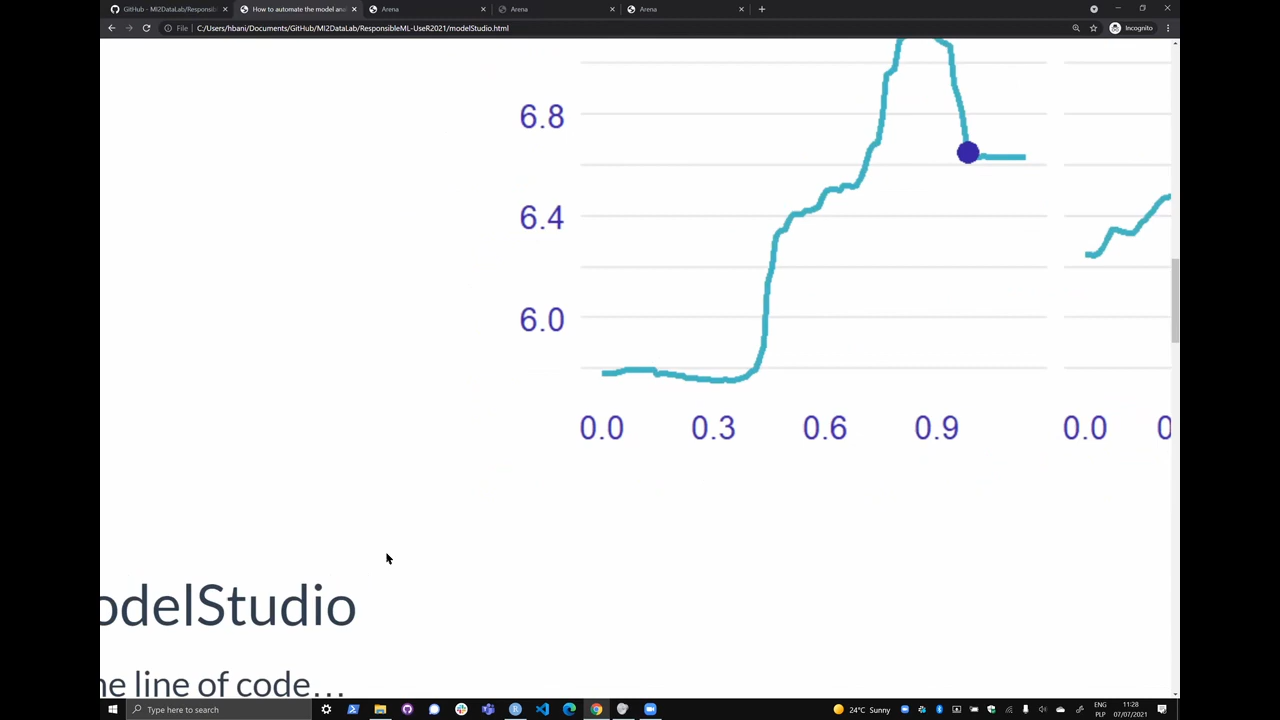 GitHub - MI2DataLab/Responsib
How to automate the model ana
Arena
Arena
Arena
File
C:/Users/hbani/Documents/GitHub/MI2DataLab/ResponsibleML-UseR2021/modelStudio.html
Incognito
6.8
6.4
6.0
0.0 0.3 0.6 0.9 0.0 0
odelStudio
ne line of code...
Type here to search
24°C Sunny
ENG
PLP
11:28
07/07/2021